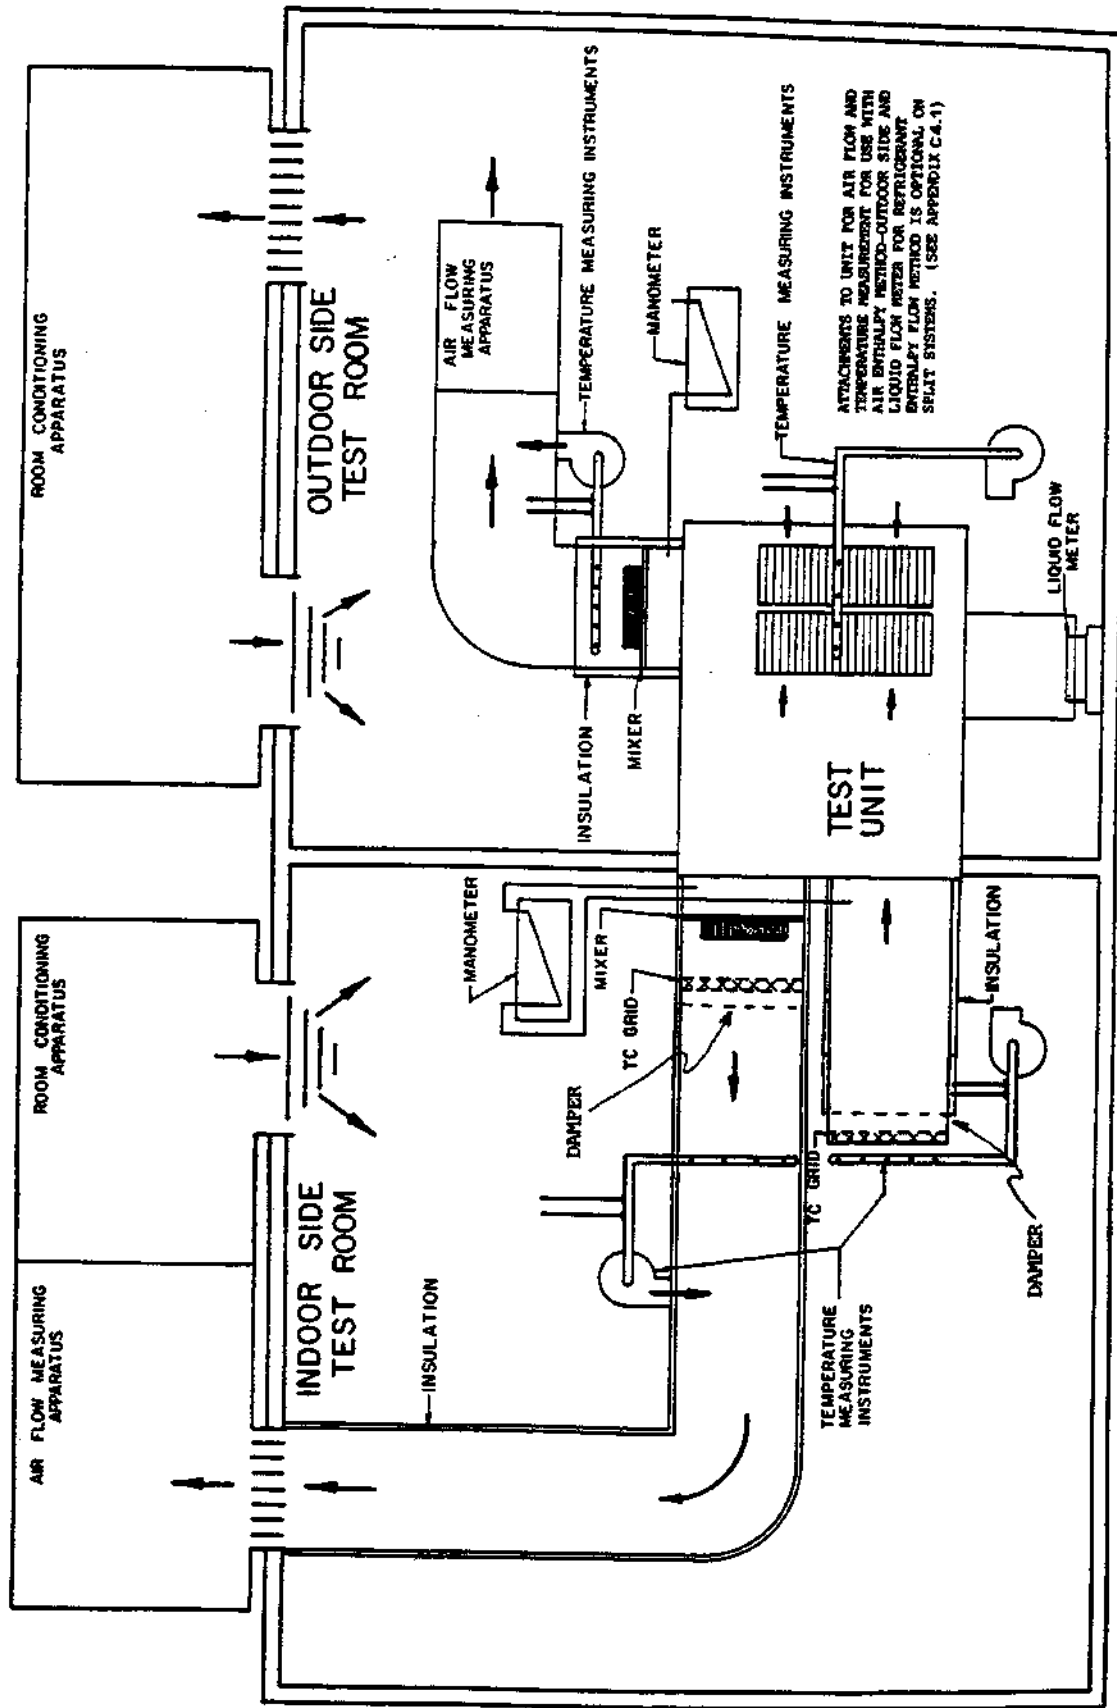 AIR FLOW MEASURING
APPARATUS
ROOM CONDITIONING
APPARATUS
ROOM CONDITIONING
APPARATUS
INDOOR SIDE
TEST ROOM
OUTDOOR SIDE
TEST ROOM
INSULATION
MANOMETER
MIXER
TC GRID
DAMPER
AIR FLOW
MEASURING
APPARATUS
TEMPERATURE MEASURING INSTRUMENTS
INSULATION
MIXER
MANOMETER
TEMPERATURE MEASURING INSTRUMENTS
ATTACHMENTS TO UNIT FOR AIR FLOW AND
TEMPERATURE MEASUREMENT FOR USE WITH
AIR ENTHALPY METHOD-OUTDOOR SIDE AND
LIQUID FLOW METER FOR REFRIGERANT
ENTHALPY FLOW METHOD IS OPTIONAL ON
SPLIT SYSTEMS. (SEE APPENDIX C4.1)
TEST
UNIT
LIQUID FLOW
METER
TEMPERATURE
MEASURING
INSTRUMENTS
TC GRID
INSULATION
DAMPER